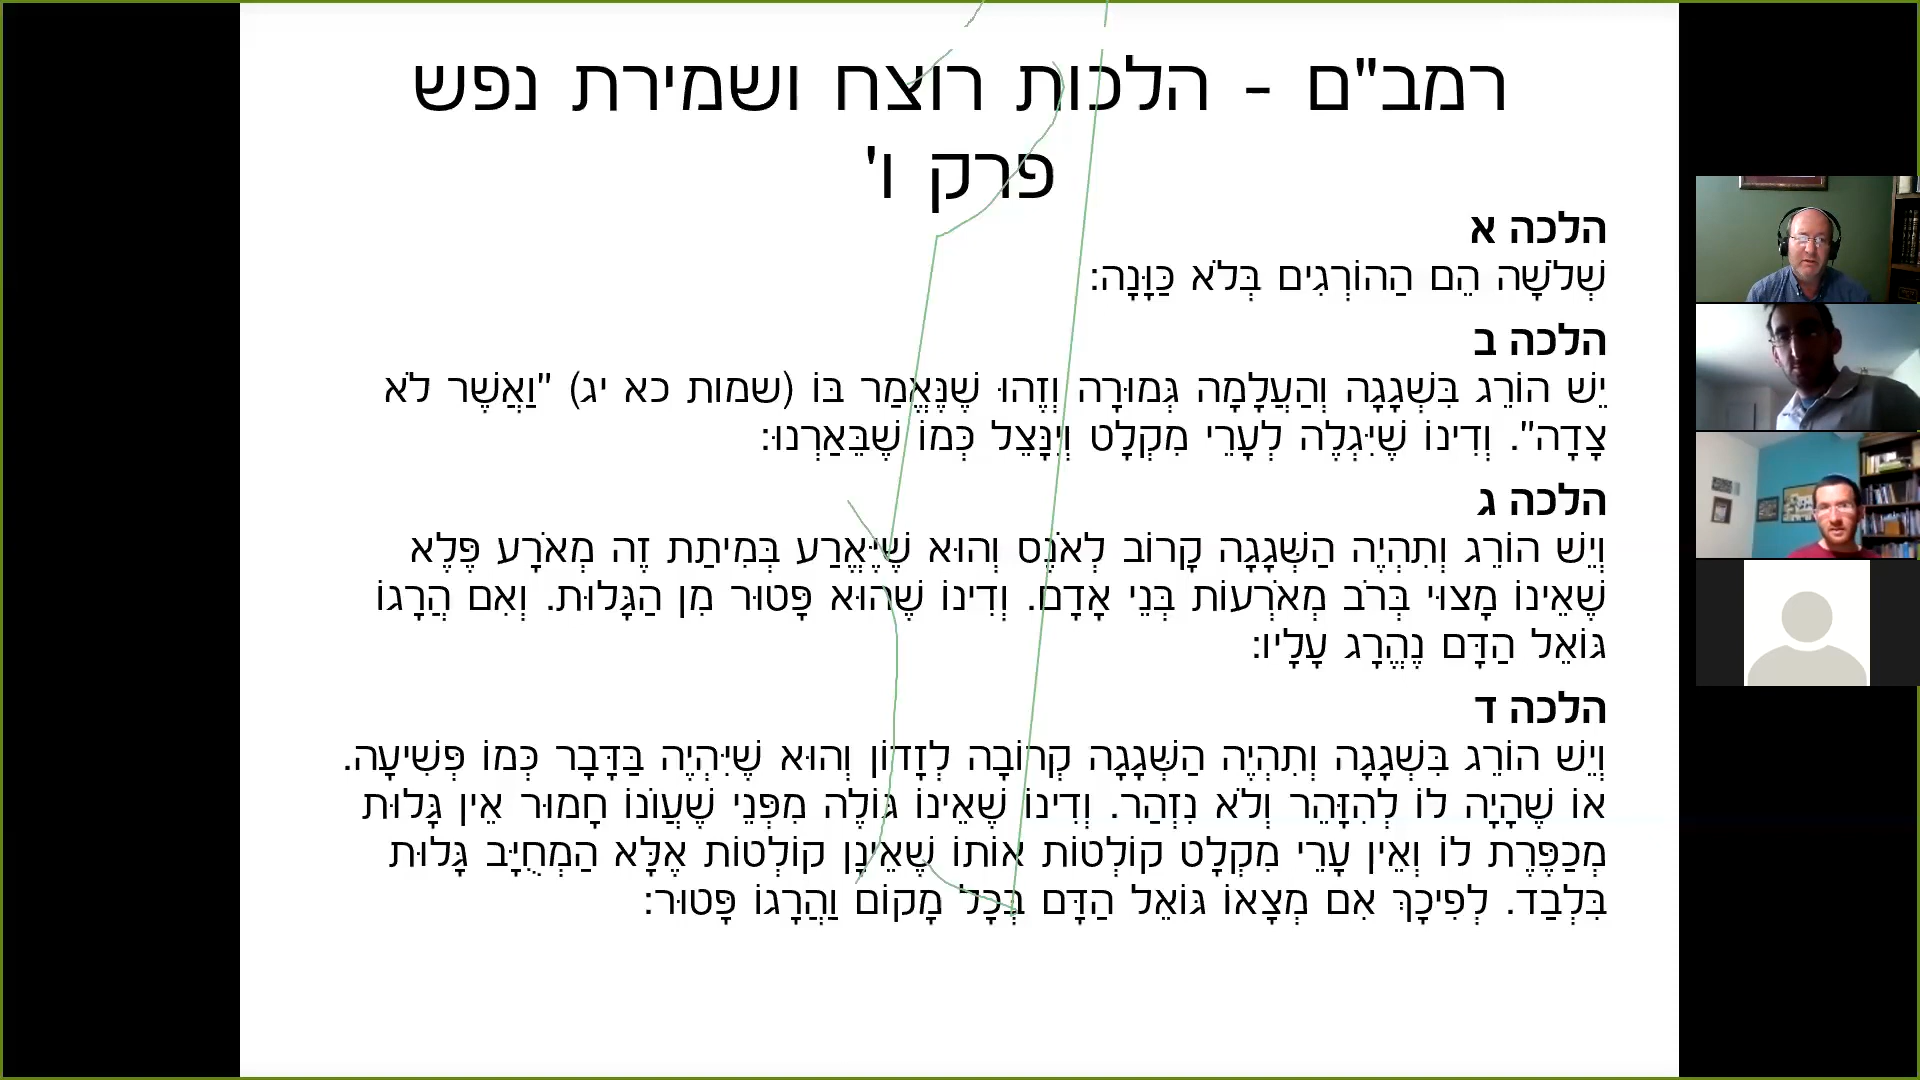 רמב"ם - הלכות רוצח ושמירת נפש
פרק ו'
הלכה א
שְׁלֹשָׁה הֵם הַהוֹרְגִים בְּלֹא כַּוָּנָה:
הלכה ב
יֵשׁ הוֹרֵג בִּשְׁגָגָה וְהַעֲלָמָה גְּמוּרָה וְזֶהוּ שֶׁנֶּאֱמַר בּוֹ (שמות כא יג) "וַאֲשֶׁר לֹא
צָדָה". וְדִינוֹ שֶׁיִּגְלֶה לְעָרֵי מִקְלָט וְיִנָּצֵל כְּמוֹ שֶׁבֵּאַרְנוּ:
הלכה ג
וְיֵשׁ הוֹרֵג וְתִהְיֶה הַשְּׁגָגָה קָרוֹב לְאֹנֶס וְהוּא שֶׁיֶּאֱרַע בְּמִיתַת זֶה מְאֹרָע פֶּלֶא
שֶׁאֵינוֹ מָצוּי בְּרֹב מְאֹרְעוֹת בְּנֵי אָדָם. וְדִינוֹ שֶׁהוּא פָּטוּר מִן הַגָּלוּת. וְאִם הֲרָגוֹ
גּוֹאֵל הַדָּם נֶהֱרָג עָלָיו:
הלכה ד
וְיֵשׁ הוֹרֵג בִּשְׁגָגָה וְתִהְיֶה הַשְּׁגָגָה קְרוֹבָה לְזָדוֹן וְהוּא שֶׁיִּהְיֶה בַּדָּבָר כְּמוֹ פְּשִׁיעָה.
אוֹ שֶׁהָיָה לוֹ לְהִזָּהֵר וְלֹא נִזְהַר. וְדִינוֹ שֶׁאֵינוֹ גּוֹלֶה מִפְּנֵי שֶׁעֲוֹנוֹ חָמוּר אֵין גָּלוּת
מְכַפֶּרֶת לוֹ וְאֵין עָרֵי מִקְלָט קוֹלְטוֹת אוֹתוֹ שֶׁאֵינָן קוֹלְטוֹת אֶלָּא הַמְחֻיָּב גָּלוּת
בִּלְבַד. לְפִיכָךְ אִם מְצָאוֹ גּוֹאֵל הַדָּם בְּכָל מָקוֹם וַהֲרָגוֹ פָּטוּר: